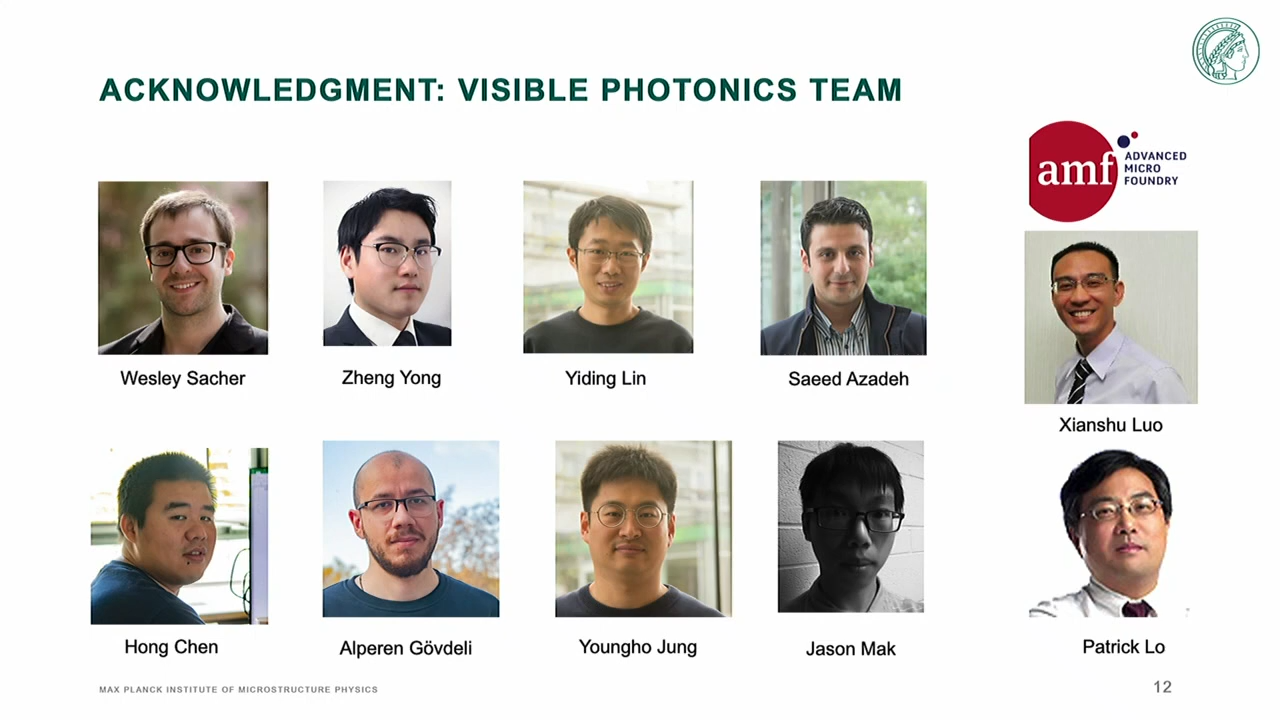 ACKNOWLEDGMENT: VISIBLE PHOTONICS TEAM
amf ADVANCED
MICRO
FOUNDRY
Wesley Sacher
Zheng Yong
Yiding Lin
Saeed Azadeh
Xianshu Luo
Hong Chen
Alperen Gövdeli
Youngho Jung
Jason Mak
Patrick Lo
MAX PLANCK INSTITUTE OF MICROSTRUCTURE PHYSICS
12